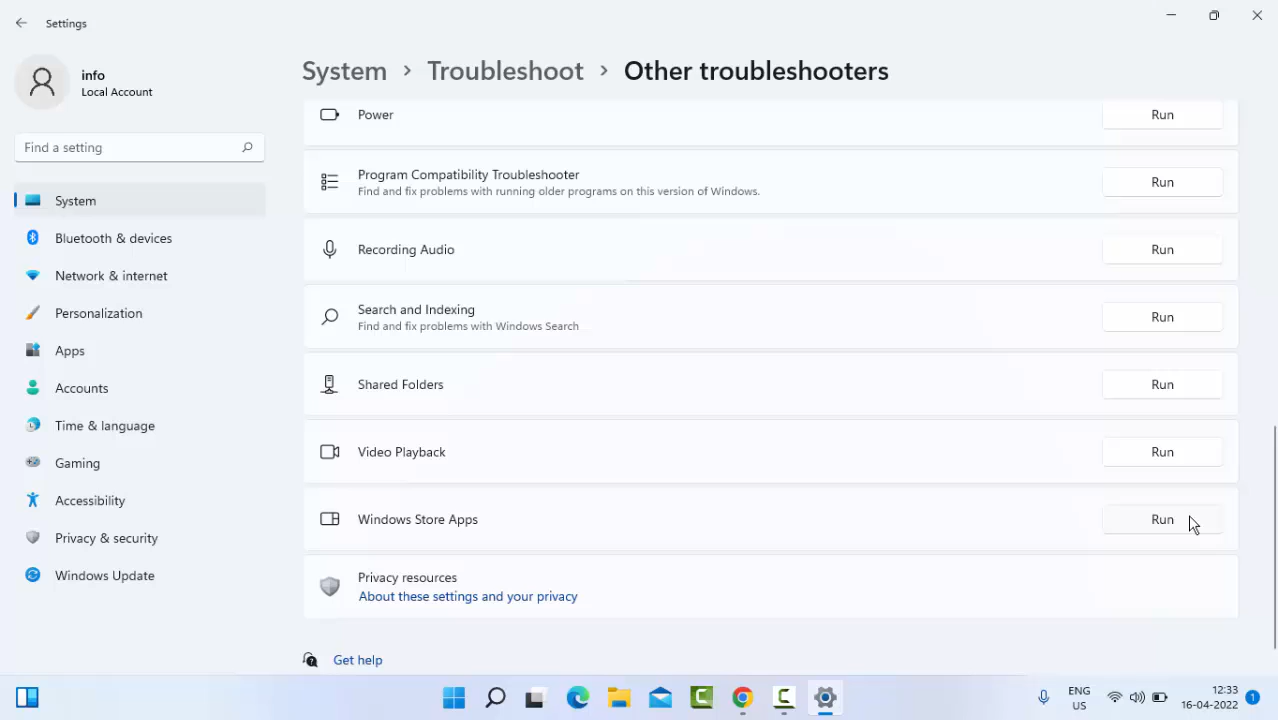 Settings
info
Local Account
Find a setting
System
Bluetooth & devices
Network & internet
Personalization
Apps
Accounts
Time & language
Gaming
Accessibility
Privacy & security
Windows Update
System > Troubleshoot > Other troubleshooters
Power Run
Program Compatibility Troubleshooter
Find and fix problems with running older programs on this version of Windows.
Run
Recording Audio Run
Search and Indexing
Find and fix problems with Windows Search
Run
Shared Folders Run
Video Playback Run
Windows Store Apps Run
Privacy resources
About these settings and your privacy
Get help
ENG
US
12:33
16-04-2022
1